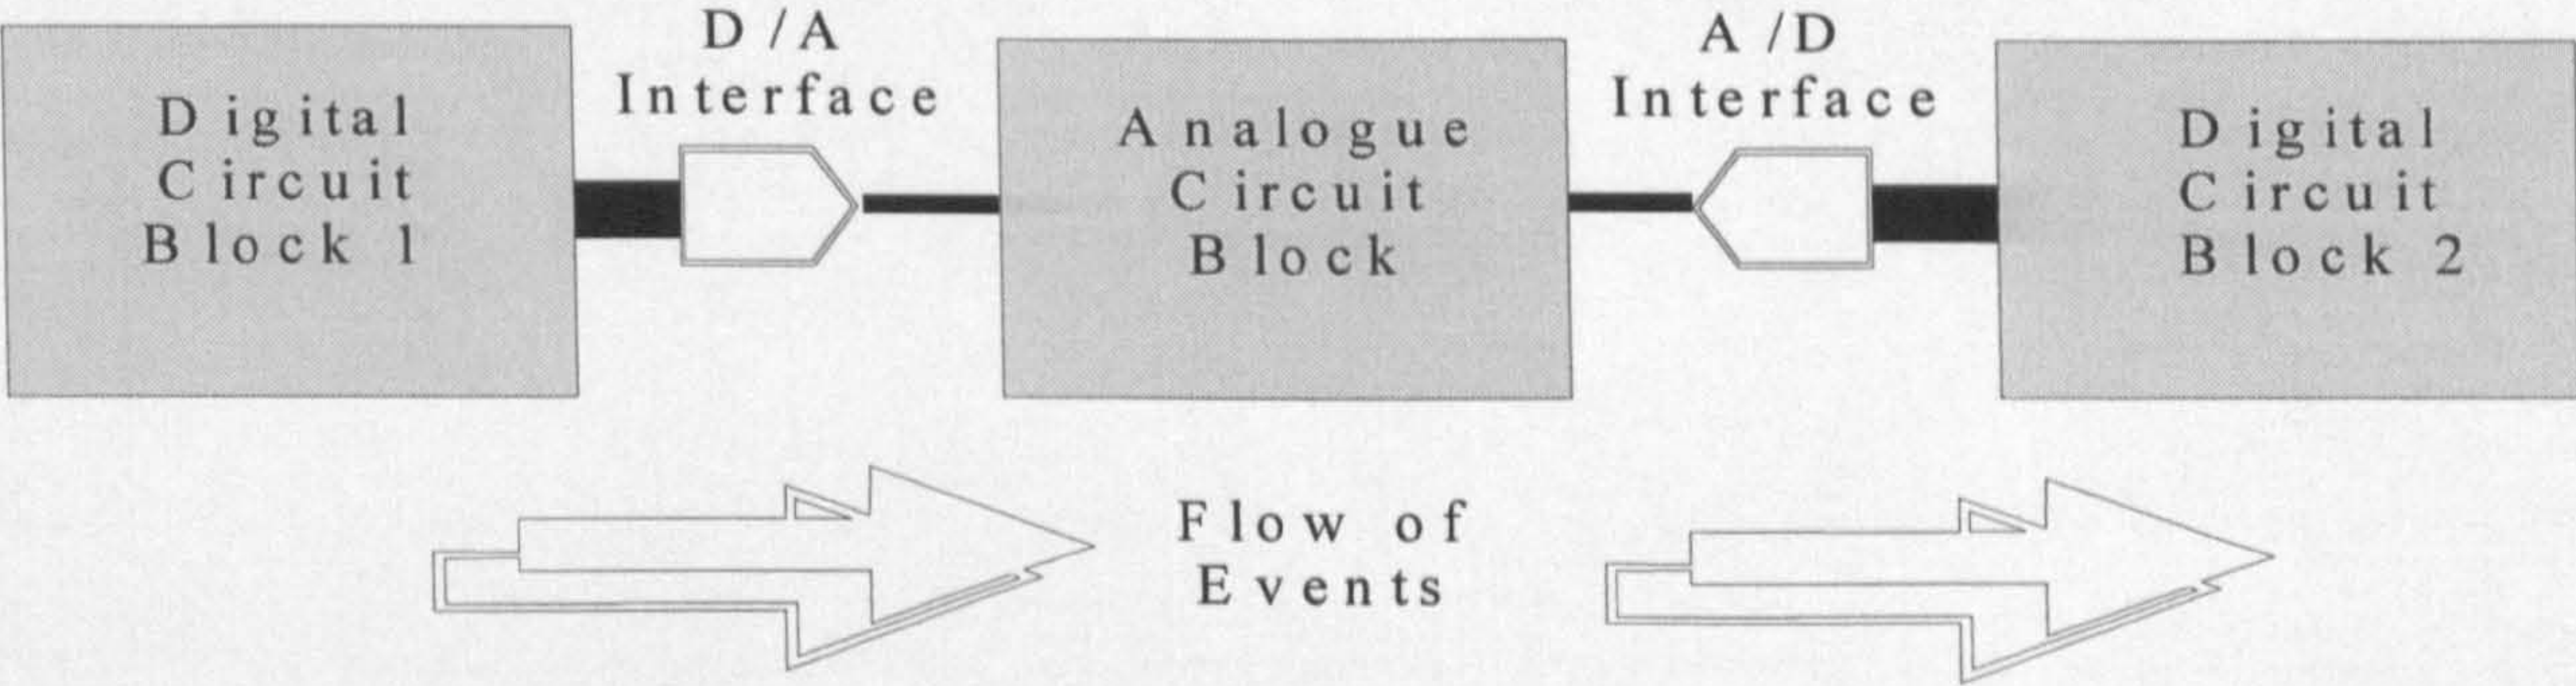 D/A
Interface
A/D
Interface
Digital
Circuit
Block 1
Analogue
Circuit
Block
Digital
Circuit
Block 2
Flow of
Events